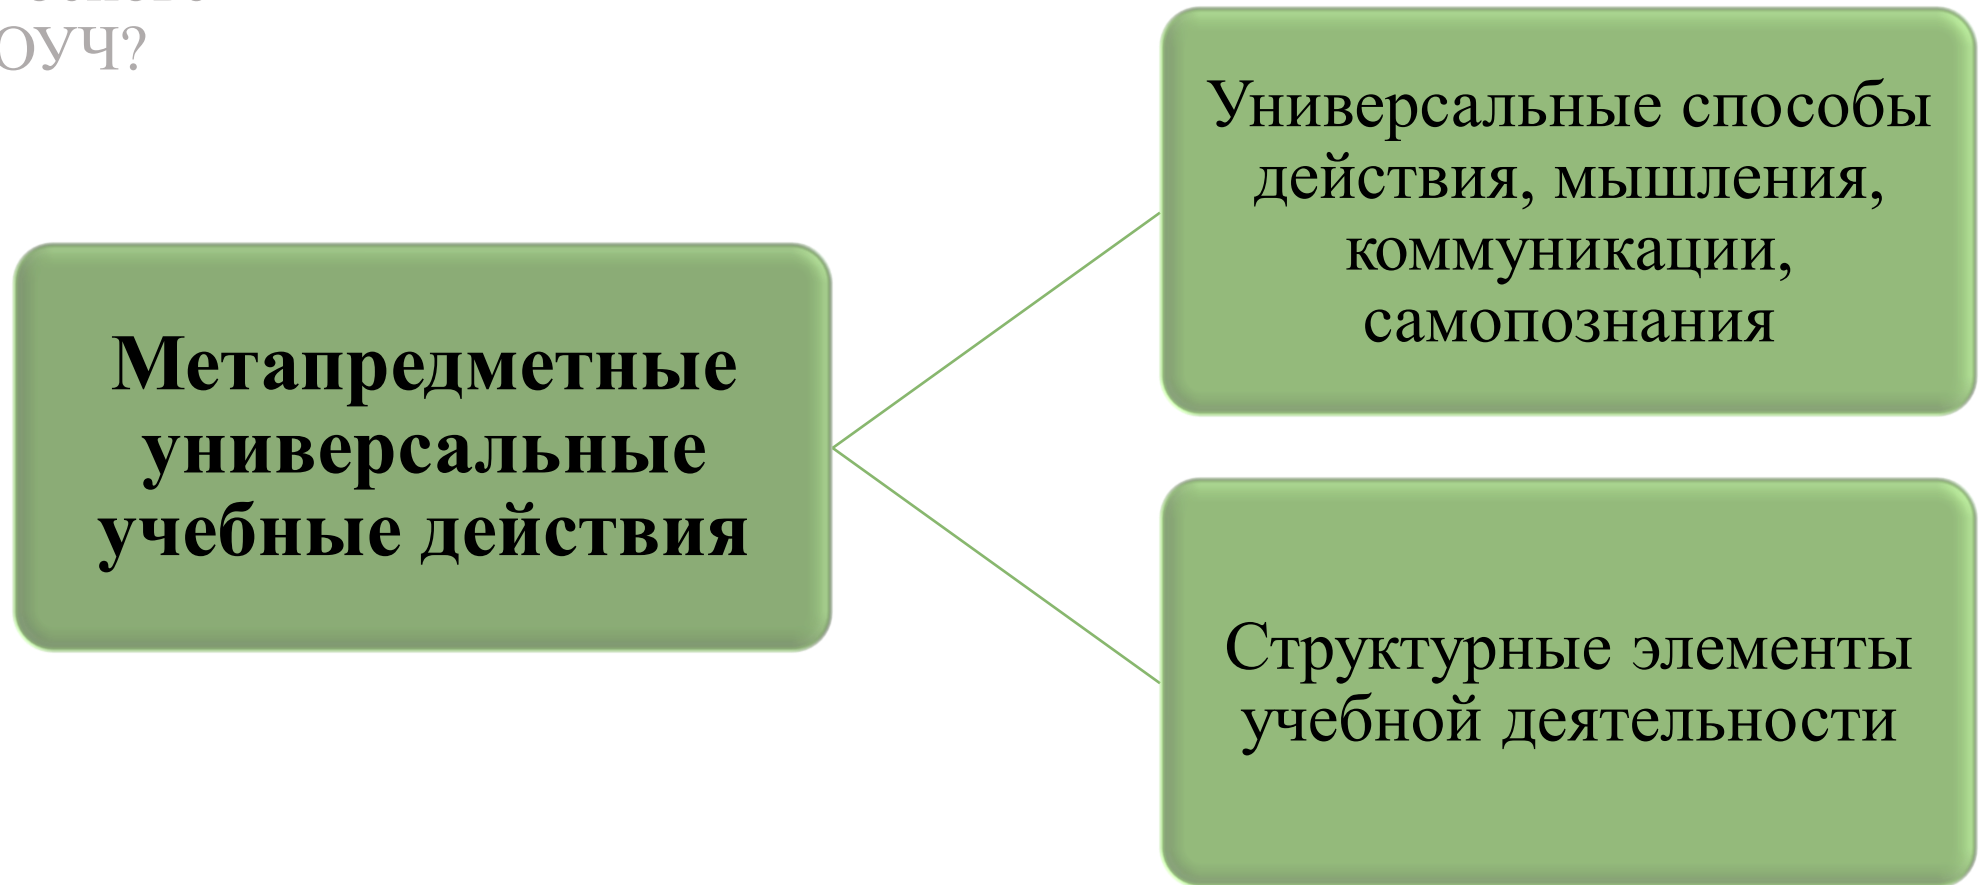 ОУЧ?
Универсальные способы
действия, мышления,
коммуникации,
самопознания
Метапредметные
универсальные
учебные действия
Структурные элементы
учебной деятельности